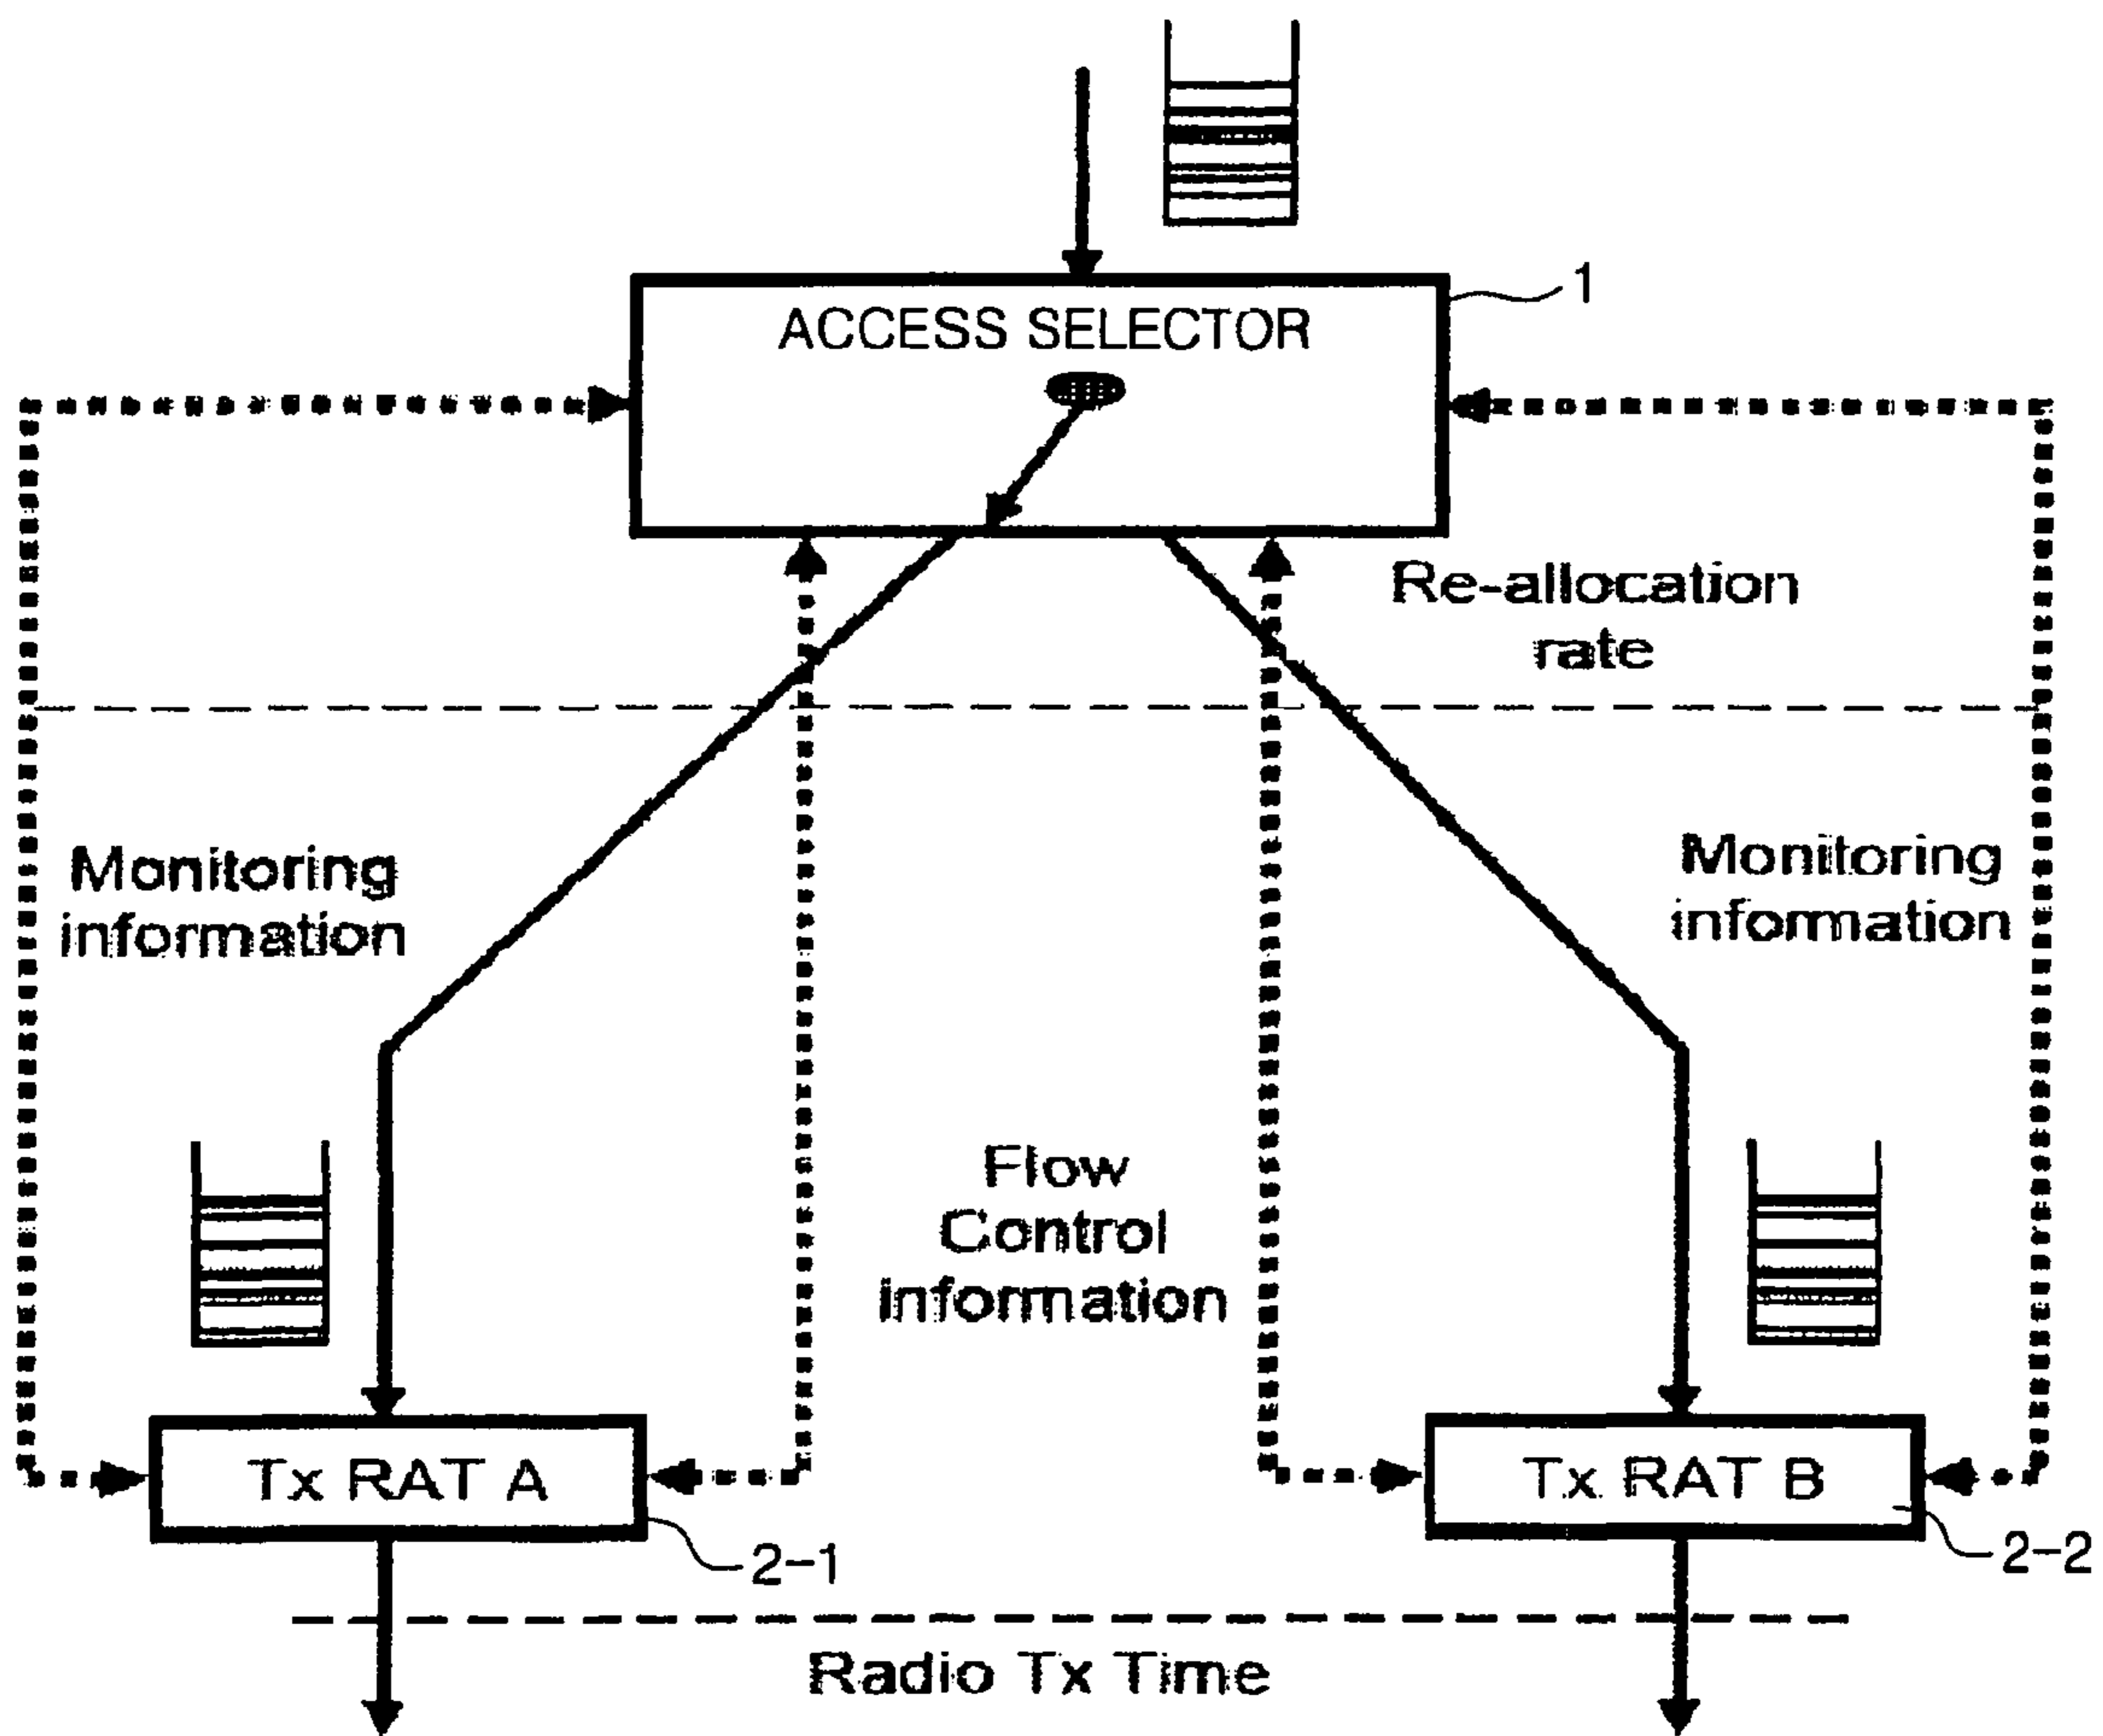 ACCESS SELECTOR
1
Re-allocation
rate
Monitoring
information
Monitoring
information
Flow
Control
information
Tx RAT A
Tx RAT B
2-1
2-2
Radio Tx Time